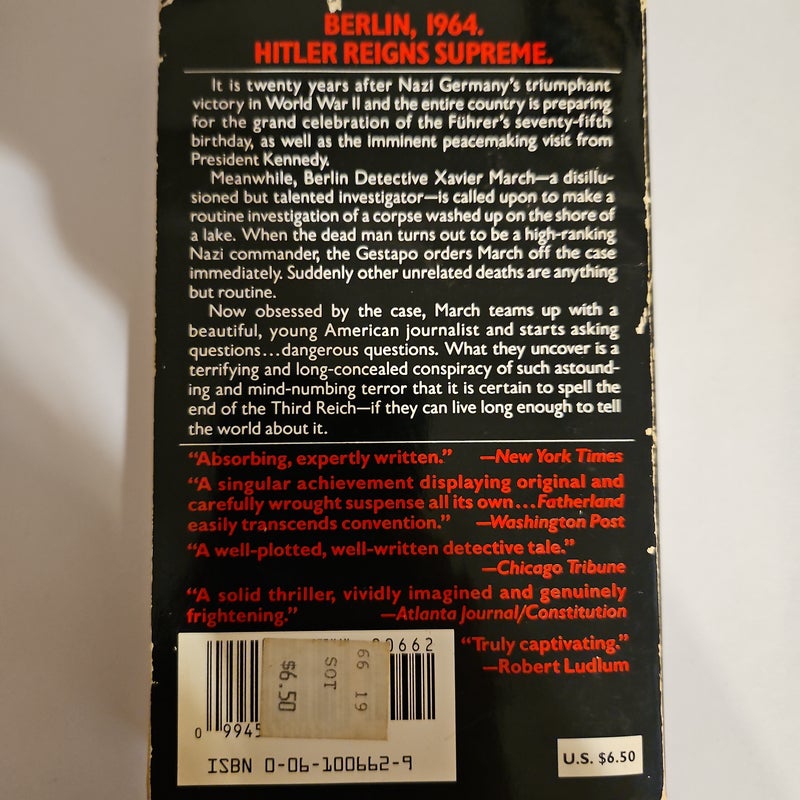 BERLIN, 1964.
HITLER REIGNS SUPREME.
It is twenty years after Nazi Germany's triumphant
victory in World War II and the entire country is preparing
for the grand celebration of the Führer's seventy-fifth
birthday, as well as the imminent peacemaking visit from
President Kennedy.
Meanwhile, Berlin Detective Xavier March—a disillu-
sioned but talented investigator—is called upon to make a
routine investigation of a corpse washed up on the shore of
a lake. When the dead man turns out to be a high-ranking
Nazi commander, the Gestapo orders March off the case
immediately. Suddenly other unrelated deaths are anything
but routine.
Now obsessed by the case, March teams up with a
beautiful, young American journalist and starts asking
questions...dangerous questions. What they uncover is a
terrifying and long-concealed conspiracy of such astound-
ing and mind-numbing terror that it is certain to spell the
end of the Third Reich—if they can live long enough to tell
the world about it.
“Absorbing, expertly written.” —New York Times
“A singular achievement displaying original and
carefully wrought suspense all its own...Fatherland
easily transcends convention.” —Washington Post
“A well-plotted, well-written detective tale.”
—Chicago Tribune
“A solid thriller, vividly imagined and genuinely
frightening.” —Atlanta Journal/Constitution
“Truly captivating.”
—Robert Ludlum
0662
66 19
SOT
$6.50
0 9945
ISBN 0-06-100662-9
U.S. $6.50